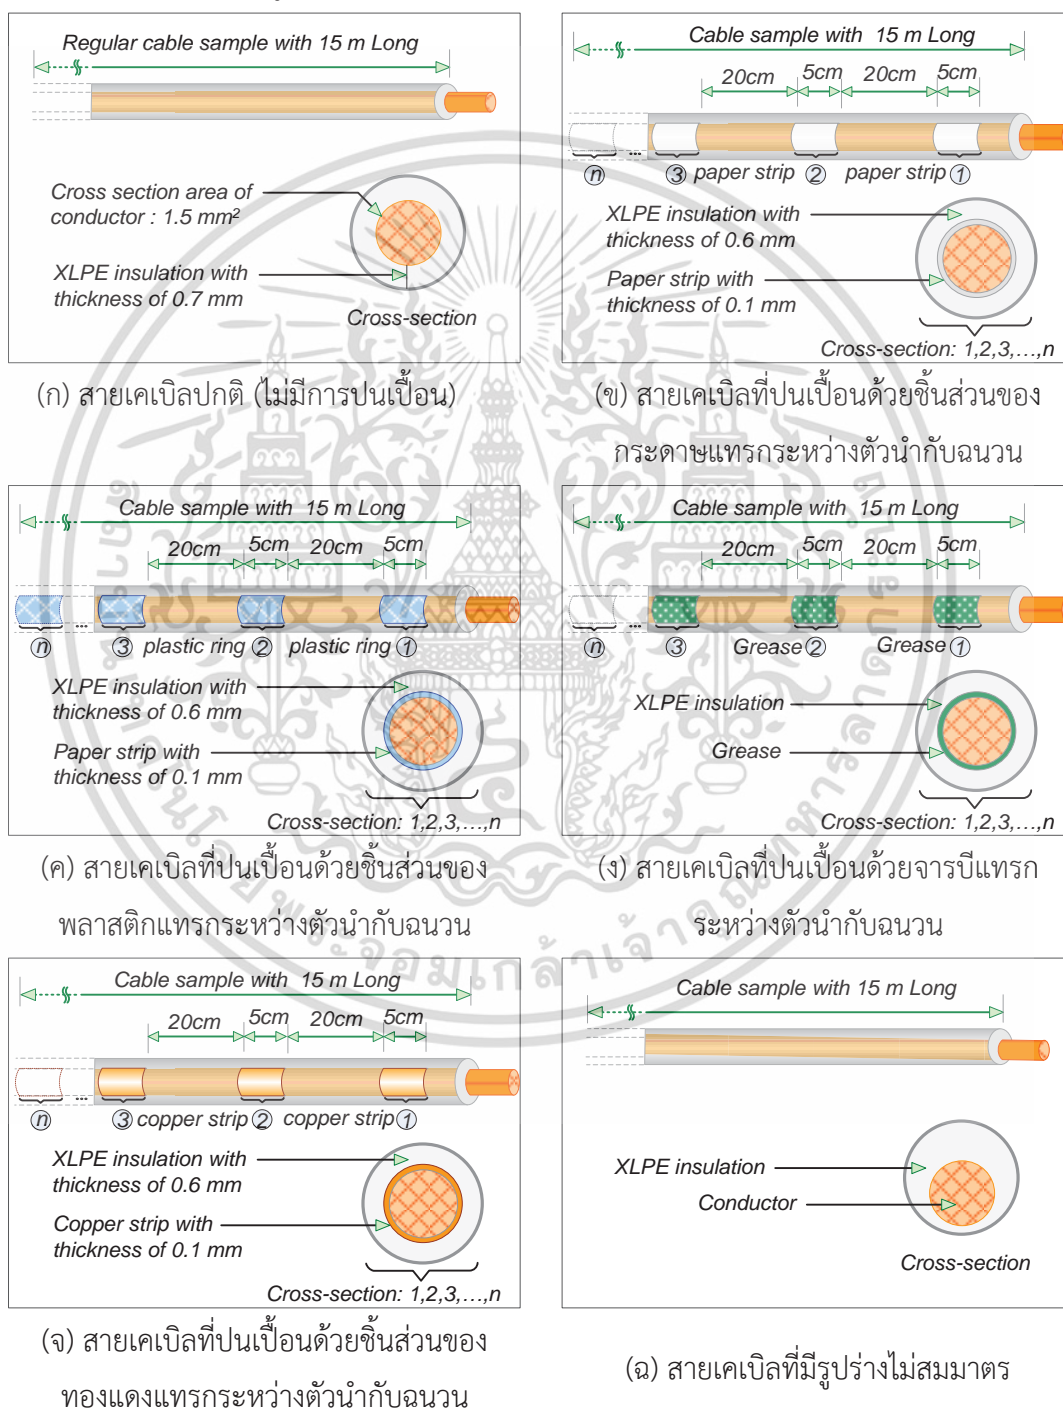 Regular cable sample with 15 m Long
Cross section area of
conductor : 1.5 mm²
XLPE insulation with
thickness of 0.7 mm
Cross-section
(ก) สายเคเบิลปกติ (ไม่มีการปนเปื้อน)
Cable sample with 15 m Long
20cm 5cm 20cm 5cm
n ... 3 paper strip 2 paper strip 1
XLPE insulation with
thickness of 0.6 mm
Paper strip with
thickness of 0.1 mm
Cross-section: 1,2,3,...,n
(ข) สายเคเบิลที่ปนเปื้อนด้วยชิ้นส่วนของ
กระดาษแทรกระหว่างตัวนำกับฉนวน
Cable sample with 15 m Long
20cm 5cm 20cm 5cm
n ... 3 plastic ring 2 plastic ring 1
XLPE insulation with
thickness of 0.6 mm
Paper strip with
thickness of 0.1 mm
Cross-section: 1,2,3,...,n
(ค) สายเคเบิลที่ปนเปื้อนด้วยชิ้นส่วนของ
พลาสติกแทรกระหว่างตัวนำกับฉนวน
Cable sample with 15 m Long
20cm 5cm 20cm 5cm
n ... 3 Grease 2 Grease 1
XLPE insulation
Grease
Cross-section: 1,2,3,...,n
(ง) สายเคเบิลที่ปนเปื้อนด้วยจารบีแทรก
ระหว่างตัวนำกับฉนวน
Cable sample with 15 m Long
20cm 5cm 20cm 5cm
n ... 3 copper strip 2 copper strip 1
XLPE insulation with
thickness of 0.6 mm
Copper strip with
thickness of 0.1 mm
Cross-section: 1,2,3,...,n
(จ) สายเคเบิลที่ปนเปื้อนด้วยชิ้นส่วนของ
ทองแดงแทรกระหว่างตัวนำกับฉนวน
Cable sample with 15 m Long
XLPE insulation
Conductor
Cross-section
(ฉ) สายเคเบิลที่มีรูปร่างไม่สมมาตร